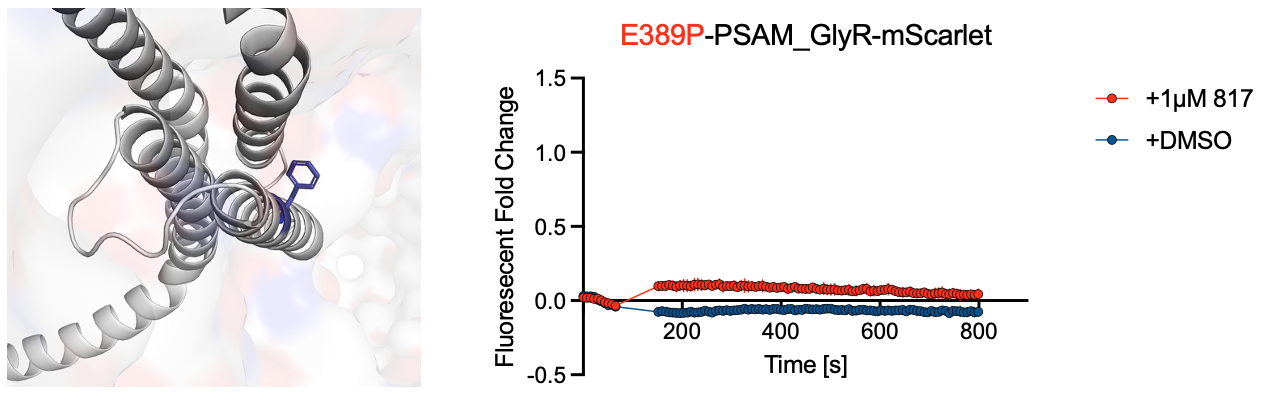 E389P-PSAM_GlyR-mScarlet
1.5
1.0
0.5
0.0
-0.5
Fluoresecent Fold Change
200 400 600 800
Time [s]
+1µM 817
+DMSO